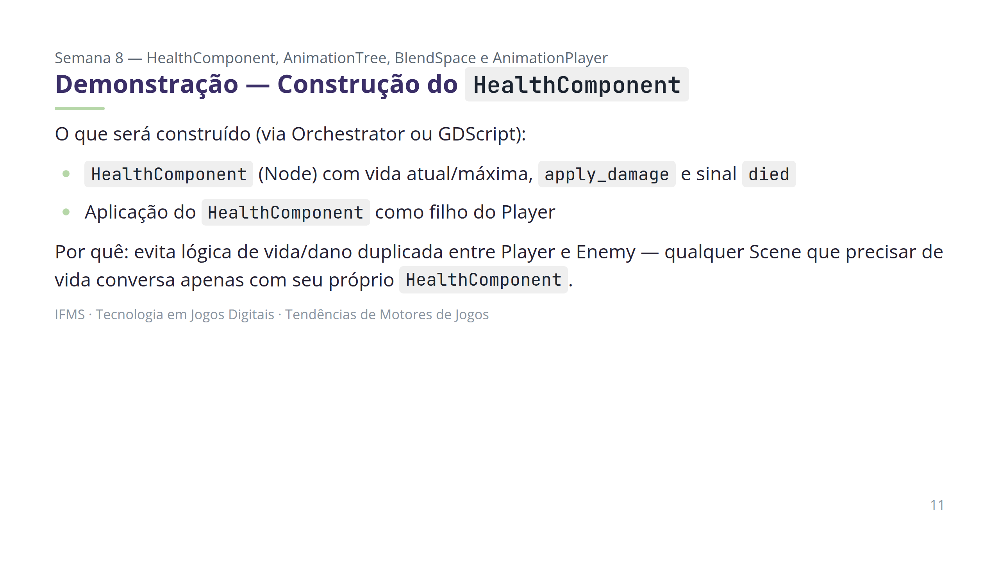 Semana 8 — HealthComponent, AnimationTree, BlendSpace e AnimationPlayer
Demonstração — Construção do HealthComponent
O que será construído (via Orchestrator ou GDScript):
HealthComponent (Node) com vida atual/máxima, apply_damage e sinal died
Aplicação do HealthComponent como filho do Player
Por quê: evita lógica de vida/dano duplicada entre Player e Enemy — qualquer Scene que precisar de
vida conversa apenas com seu próprio HealthComponent.
IFMS · Tecnologia em Jogos Digitais · Tendências de Motores de Jogos
11